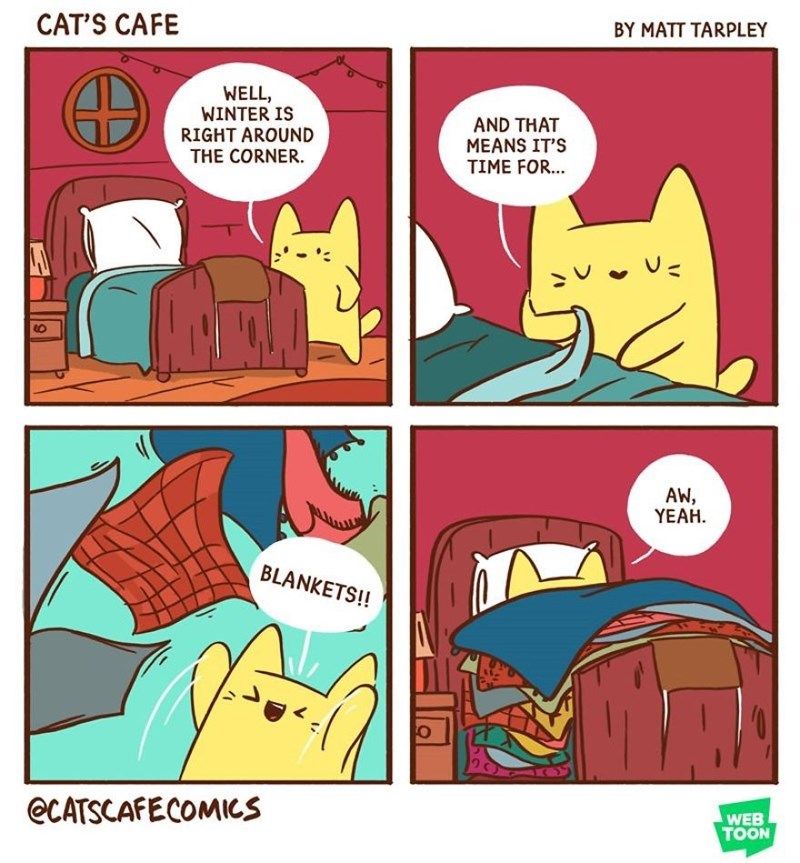 CAT'S CAFE
BY MATT TARPLEY
WELL,
WINTER IS
RIGHT AROUND
THE CORNER.
AND THAT
MEANS IT'S
TIME FOR...
BLANKETS!!
AW,
YEAH.
@CATSCAFECOMICS
WEB
TOON